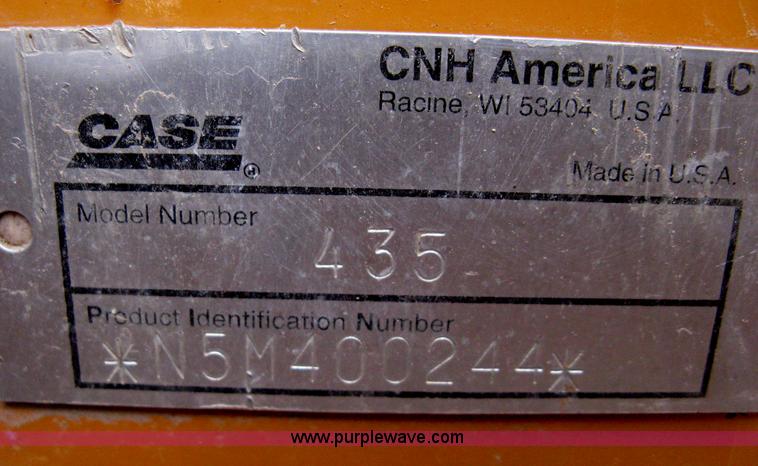 CNH America LLC
Racine, WI 53404 U.S.A.
CASE
®
Made in U.S.A.
Model Number
435
Product Identification Number
*N5M400244*
www.purplewave.com